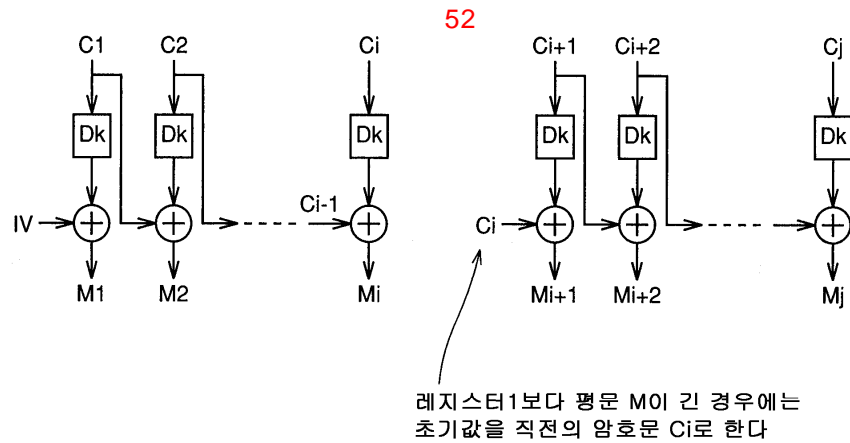 52
C1 C2 Ci Ci+1 Ci+2 Cj
Dk Dk Dk Dk Dk Dk
Ci-1
IV Ci
M1 M2 Mi Mi+1 Mi+2 Mj
레지스터1보다 평문 M이 긴 경우에는
초기값을 직전의 암호문 Ci로 한다